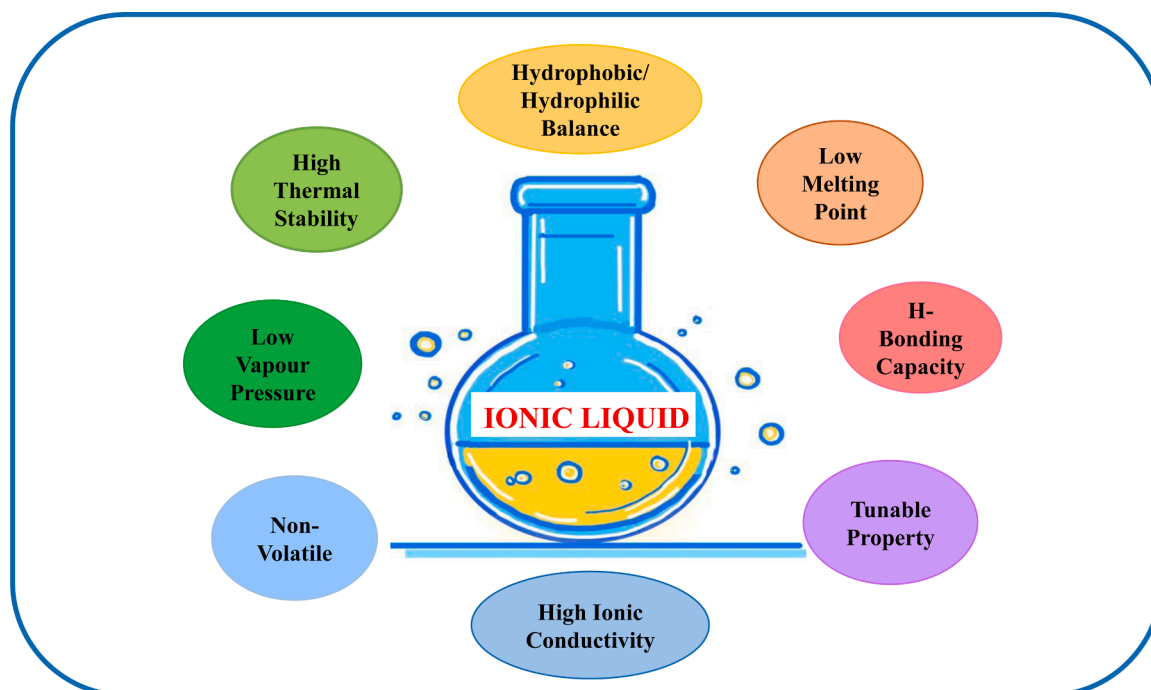 Hydrophobic/
Hydrophilic
Balance
High
Thermal
Stability
Low
Melting
Point
Low
Vapour
Pressure
H-
Bonding
Capacity
IONIC LIQUID
Non-
Volatile
Tunable
Property
High Ionic
Conductivity